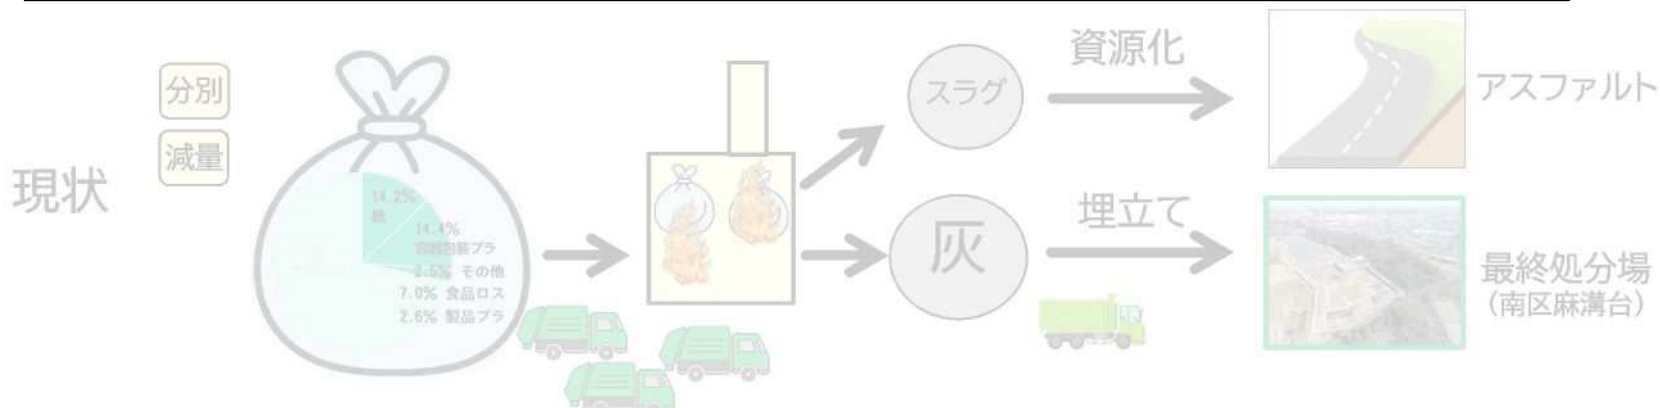 現状
分別
減量
14.2%
紙
14.4%
容器包装プラ
2.5% その他
7.0% 食品ロス
2.6% 製品プラ
スラグ
資源化
アスファルト
灰
埋立て
最終処分場
(南区麻溝台)